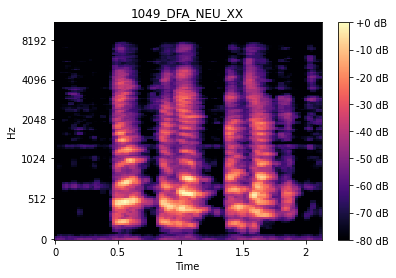 1049_DFA_NEU_XX
+0 dB
8192
-10 dB
4096
-20 dB
-30 dB
2048
-40 dB
Hz
1024
-50 dB
512
-60 dB
-70 dB
0
-80 dB
0 0.5 1 1.5 2
Time